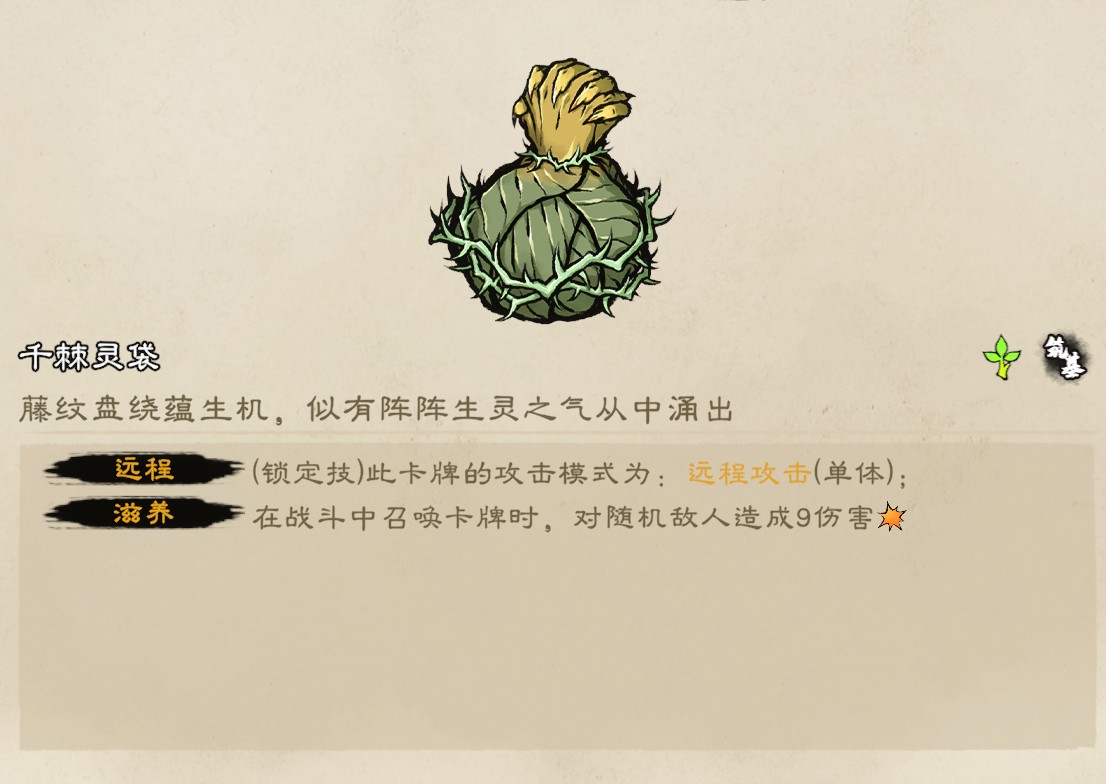 千棘灵袋
筑基
藤纹盘绕蕴生机，似有阵阵生灵之气从中涌出
远程 (锁定技)此卡牌的攻击模式为：远程攻击(单体)；
滋养 在战斗中召唤卡牌时，对随机敌人造成9伤害